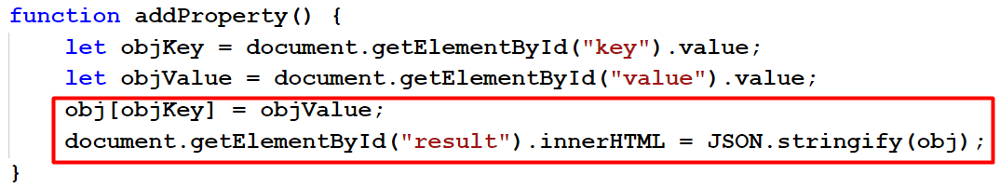 function addProperty() {
    let objKey = document.getElementById("key").value;
    let objValue = document.getElementById("value").value;
    obj[objKey] = objValue;
    document.getElementById("result").innerHTML = JSON.stringify(obj);
}